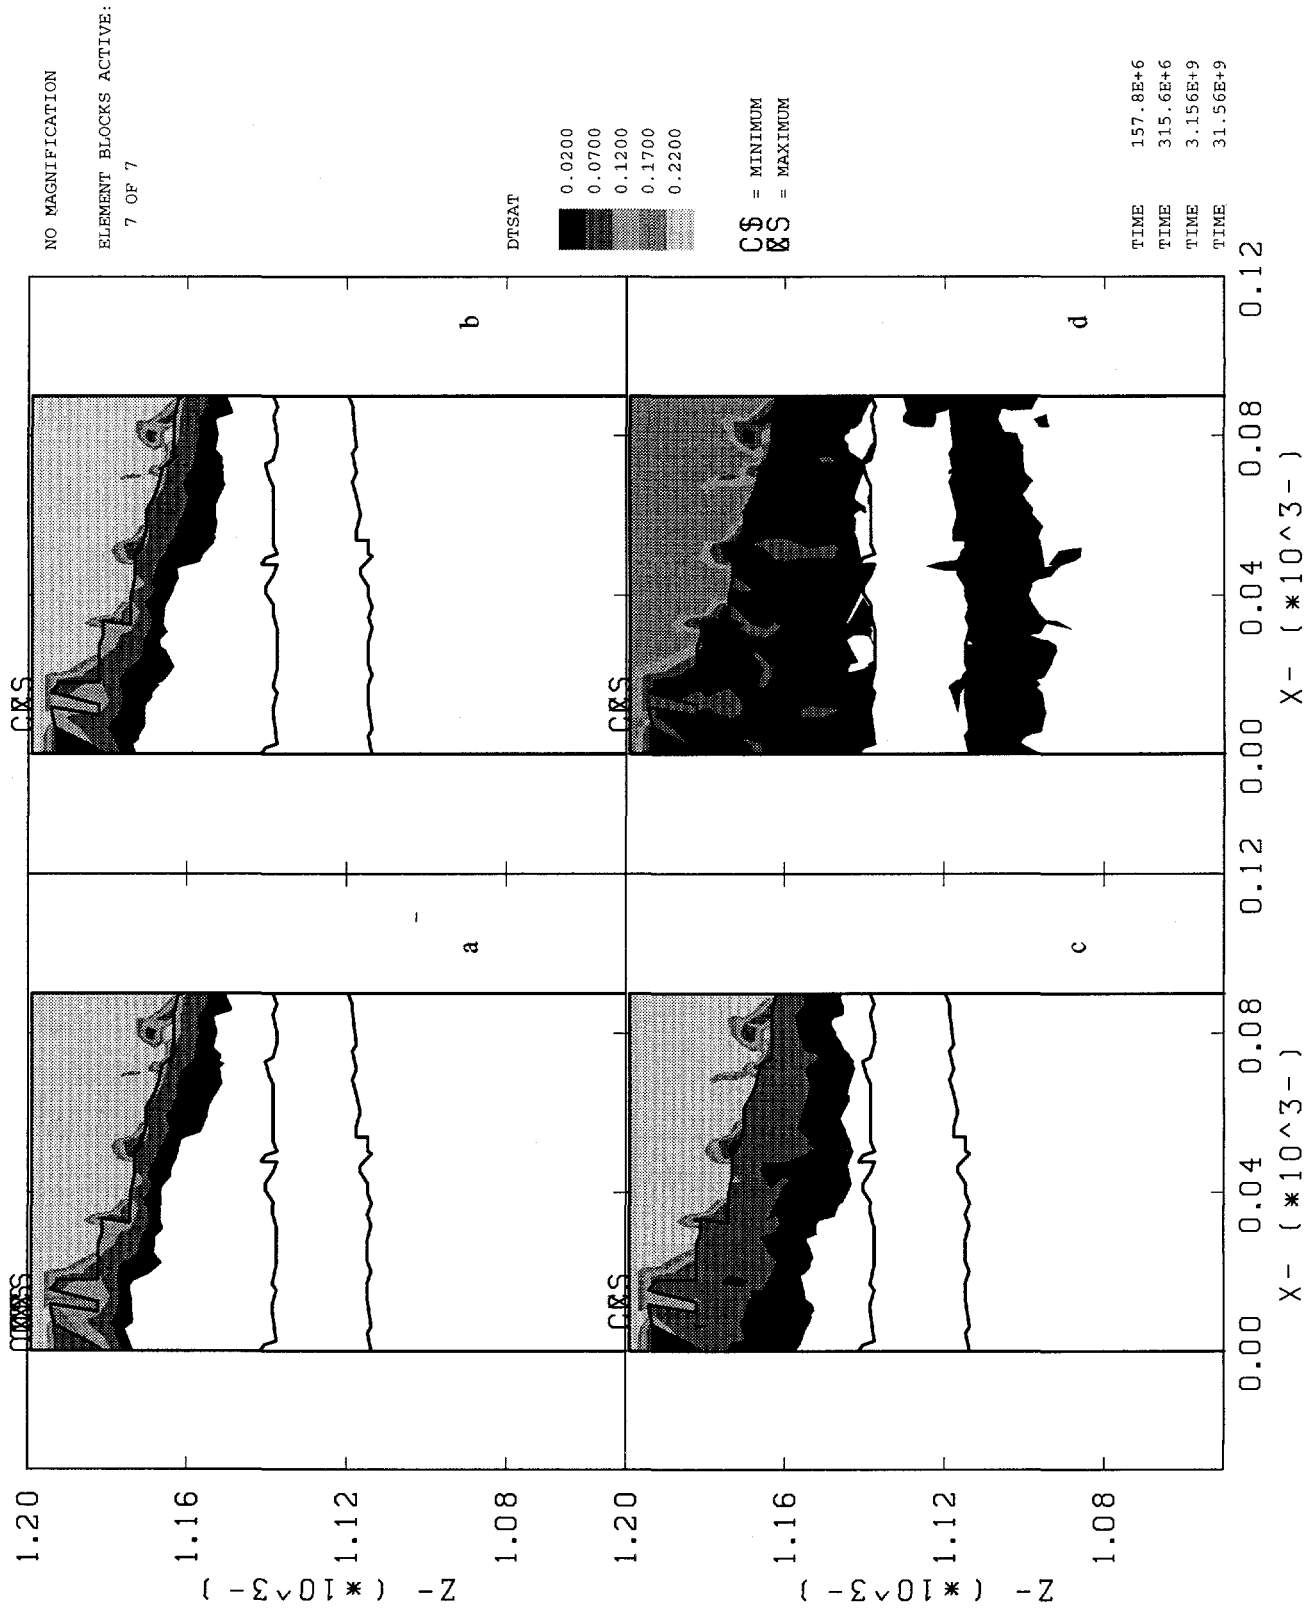 NO MAGNIFICATION
ELEMENT BLOCKS ACTIVE:
7 OF 7
DTSAT
0.0200
0.0700
0.1200
0.1700
0.2200
= MINIMUM
= MAXIMUM
TIME 157.8E+6
TIME 315.6E+6
TIME 3.156E+9
TIME 31.56E+9
Z- (*10^3-)
1.20
1.16
1.12
1.08
a
b
0.12
Z- (*10^3-)
1.20
1.16
1.12
1.08
c
d
0.00
0.04
0.08
0.12
X- (*10^3-)
0.00
0.04
0.08
0.12
X- (*10^3-)